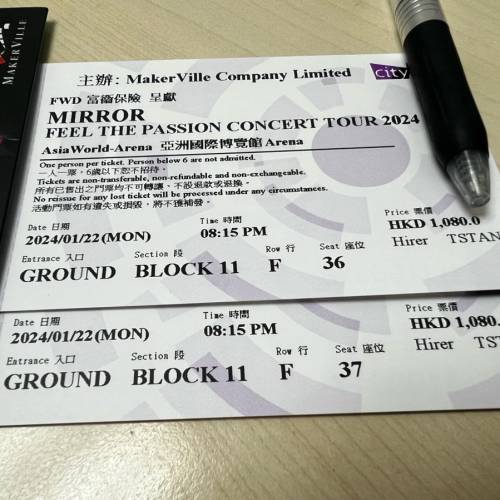 MAKERVILLE
主辦: MakerVille Company Limited
city
FWD 富衛保險 呈獻
MIRROR
FEEL THE PASSION CONCERT TOUR 2024
AsiaWorld-Arena 亞洲國際博覽館 Arena
One person per ticket. Person below 6 are not admitted.
一人一票，6歲以下恕不招待。
Tickets are non-transferable, non-refundable and non-exchangeable.
所有已售出之門票均不可轉讓、不設退款或退換。
No reissue for any lost ticket will be processed under any circumstances.
活動門票如有遺失或損毀，將不獲補發。
Date 日期 Time 時間 Price 票價
2024/01/22(MON) 08:15 PM HKD 1,080.0
Hirer TSTAN
Entrance 入口 Section 段 Row 行 Seat 座位
GROUND BLOCK 11 F 36
Date 日期 Time 時間 Price 票價
2024/01/22(MON) 08:15 PM HKD 1,080.
Hirer TST
Entrance 入口 Section 段 Row 行 Seat 座位
GROUND BLOCK 11 F 37